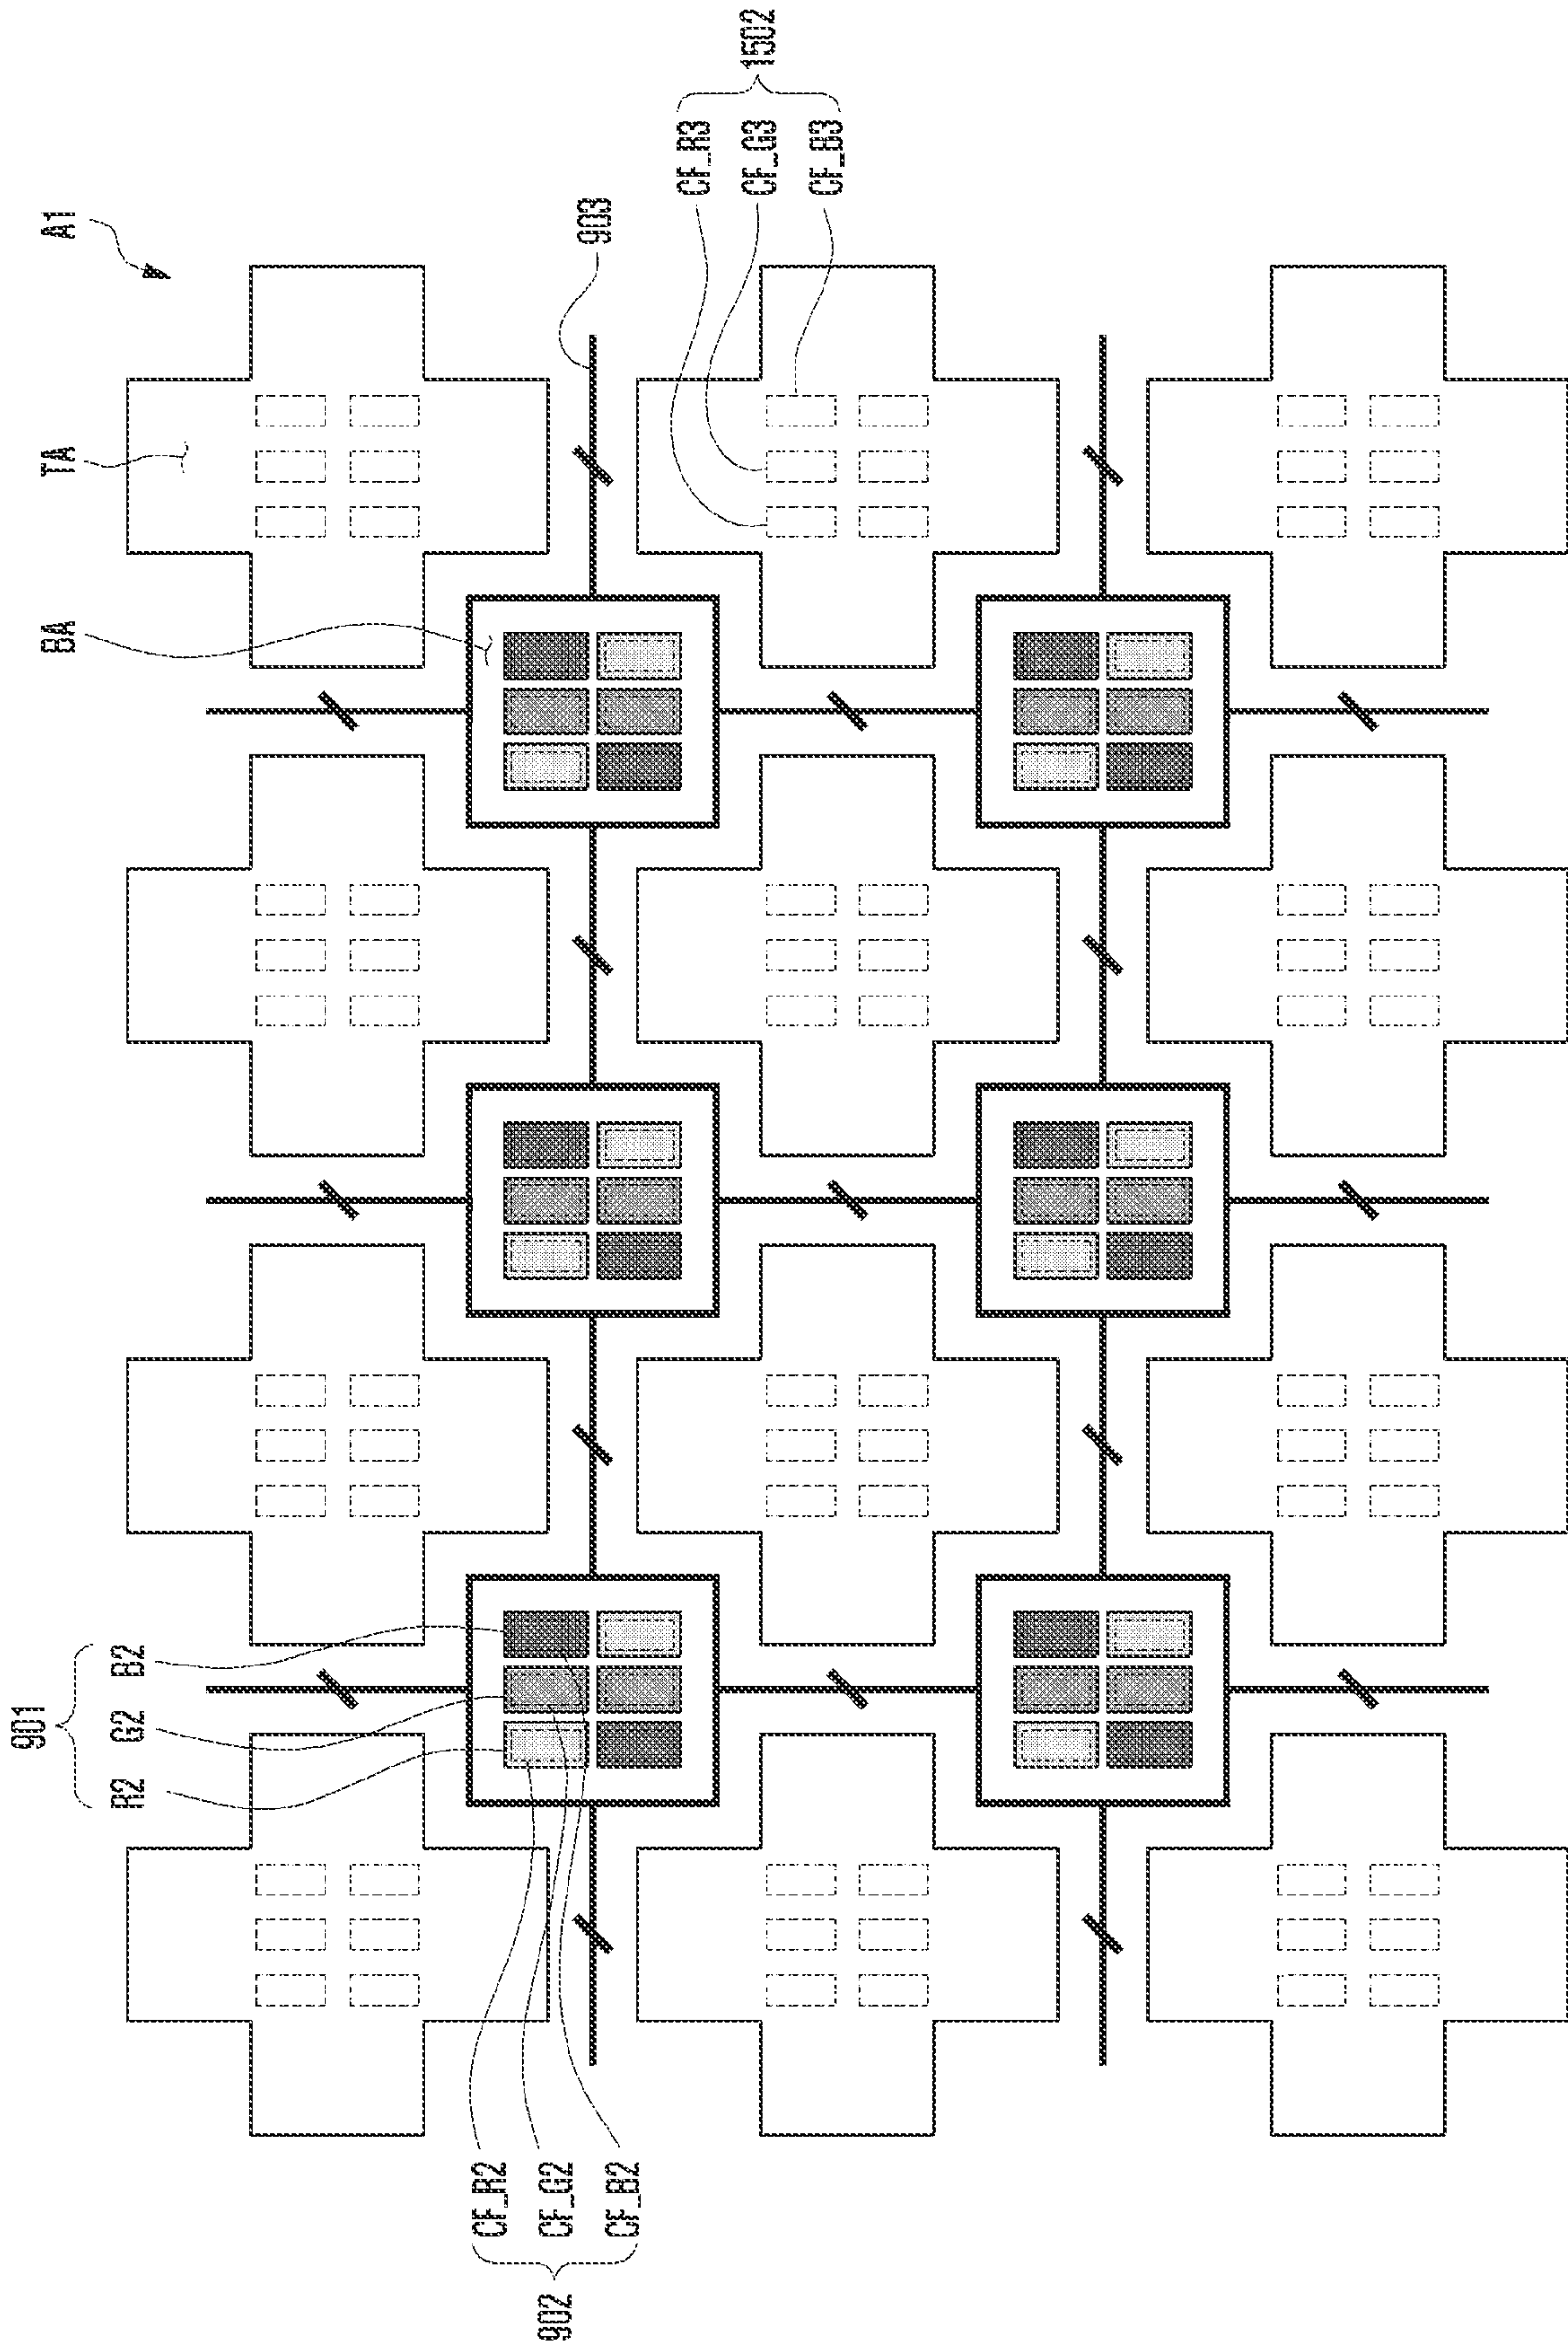 A1
TA
BA
901
R2
G2
B2
903
CF_R3
CF_G3
CF_B3
1502
CF_R2
CF_G2
CF_B2
902